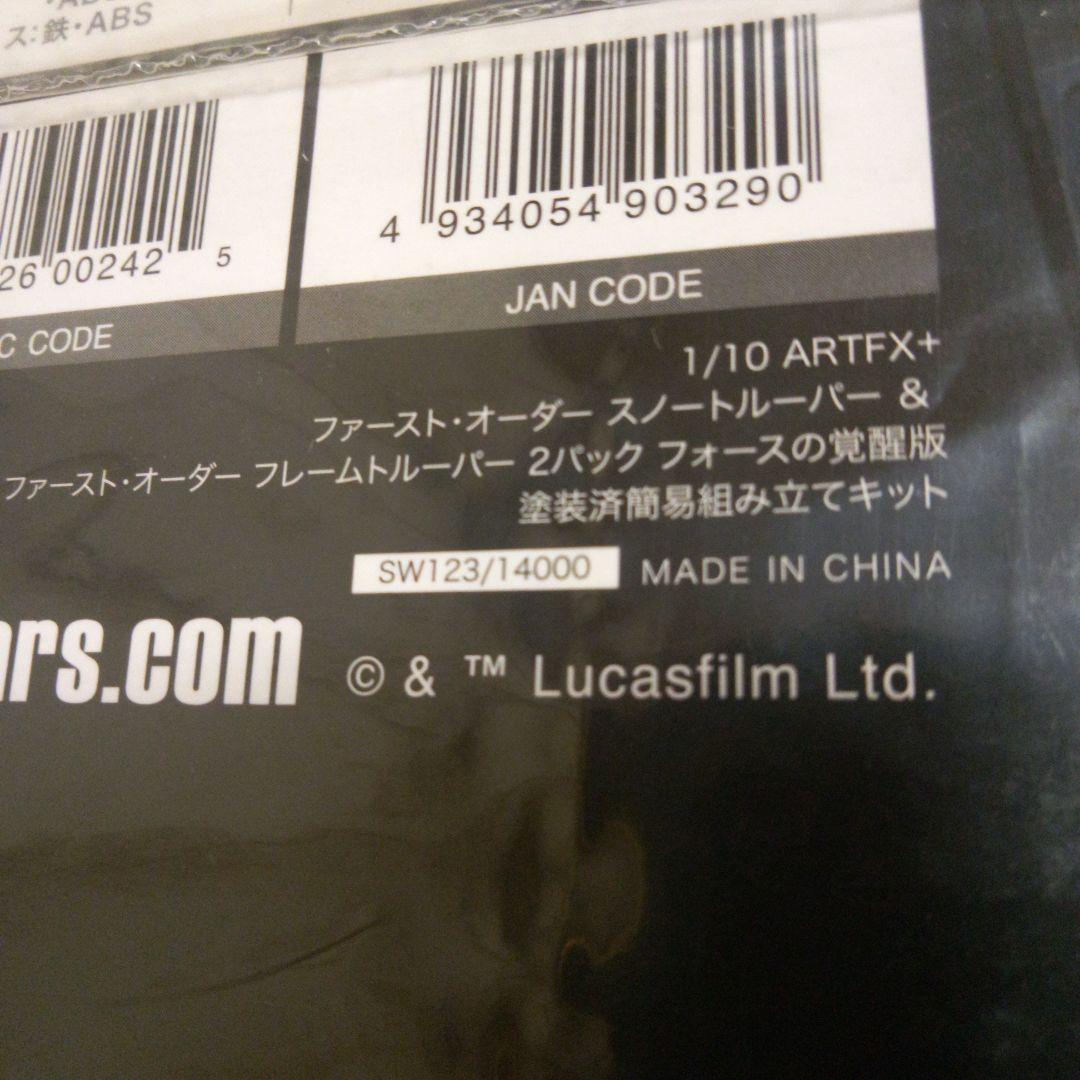 ス:鉄・ABS
26 00242 5
4 934054 903290
C CODE
JAN CODE
1/10 ARTFX+
ファースト・オーダー スノートルーパー &
ファースト・オーダー フレームトルーパー 2パック フォースの覚醒版
塗装済簡易組み立てキット
SW123/14000 MADE IN CHINA
ars.com © & ™ Lucasfilm Ltd.